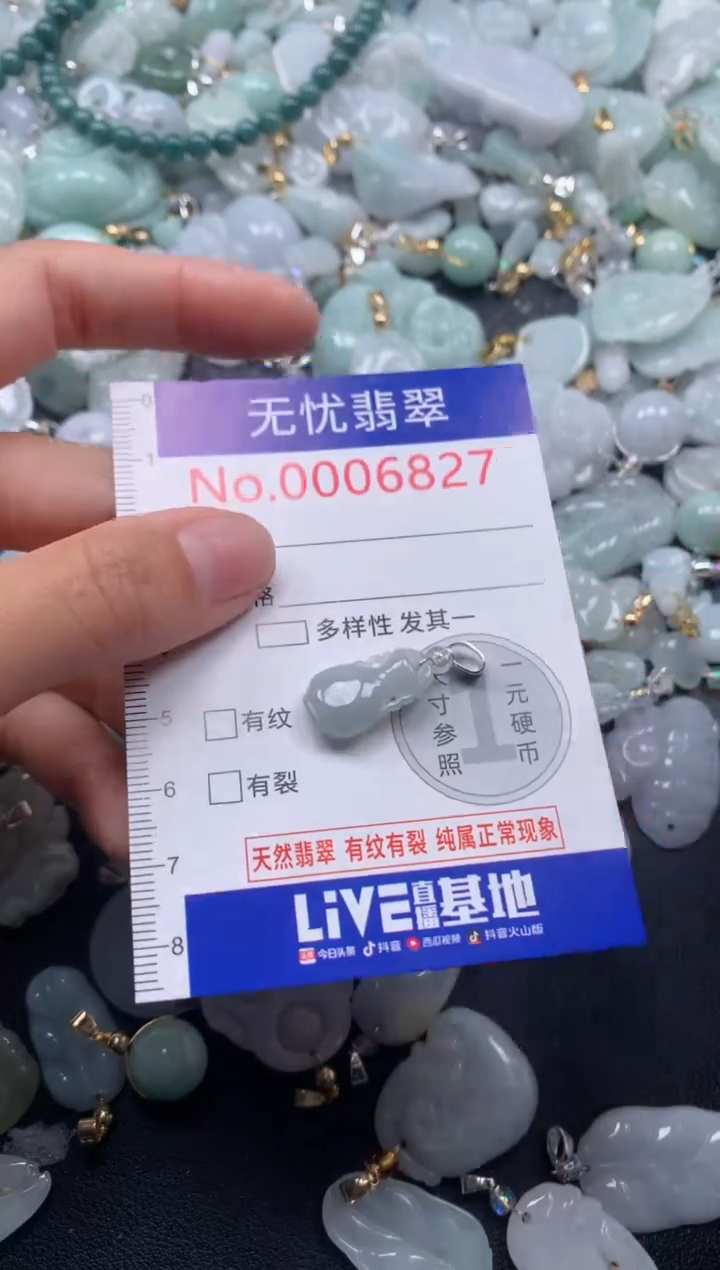 0
无忧翡翠
1
No.0006827
格
多样性 发其一
寸参照
一元硬币
1
5
有纹
6
有裂
天然翡翠 有纹有裂 纯属正常现象
7
LiVE直播基地
8
今日头条 抖音 西瓜视频 抖音火山版